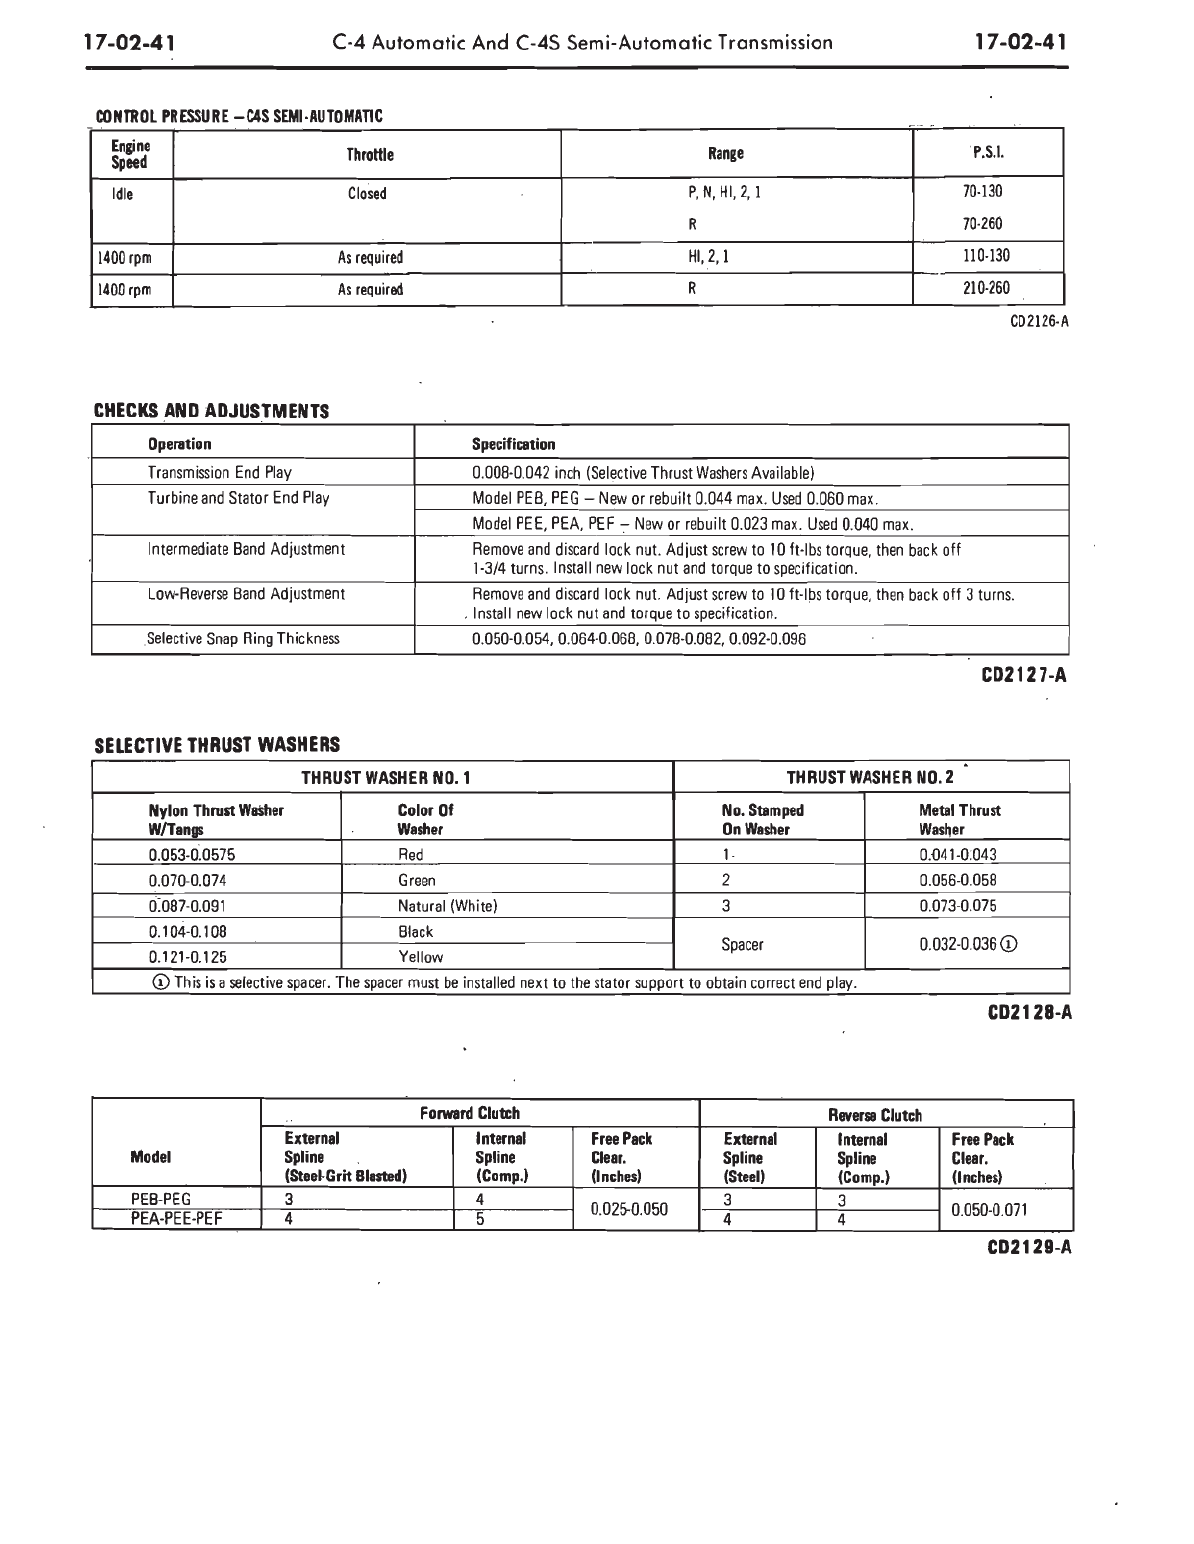 17-02-41 C-4 Automatic And C-4S Semi-Automatic Transmission 17-02-41
CONTROL PRESSURE – C4S SEMI-AUTOMATIC
Engine Speed Throttle Range P.S.I.
Idle Closed P, N, HI, 2, 1 70-130
R 70-260
1400 rpm As required HI, 2, 1 110-130
1400 rpm As required R 210-260
CD2126-A
CHECKS AND ADJUSTMENTS
Operation Specification
Transmission End Play 0.008-0.042 inch (Selective Thrust Washers Available)
Turbine and Stator End Play Model PEB, PEG – New or rebuilt 0.044 max. Used 0.060 max.
Model PEE, PEA, PEF – New or rebuilt 0.023 max. Used 0.040 max.
Intermediate Band Adjustment Remove and discard lock nut. Adjust screw to 10 ft-lbs torque, then back off
1-3/4 turns. Install new lock nut and torque to specification.
Low-Reverse Band Adjustment Remove and discard lock nut. Adjust screw to 10 ft-lbs torque, then back off 3 turns.
Install new lock nut and torque to specification.
Selective Snap Ring Thickness 0.050-0.054, 0.064-0.068, 0.078-0.082, 0.092-0.096
CD2127-A
SELECTIVE THRUST WASHERS
THRUST WASHER NO. 1 THRUST WASHER NO. 2
Nylon Thrust Washer Color Of No. Stamped Metal Thrust
W/Tangs Washer On Washer Washer
0.053-0.0575 Red 1 0.041-0.043
0.070-0.074 Green 2 0.056-0.058
0.087-0.091 Natural (White) 3 0.073-0.075
0.104-0.108 Black
Spacer 0.032-0.036 ①
0.121-0.125 Yellow
① This is a selective spacer. The spacer must be installed next to the stator support to obtain correct end play.
CD2128-A
Forward Clutch Reverse Clutch
External Internal Free Pack External Internal Free Pack
Model Spline Spline Clear. Spline Spline Clear.
(Steel-Grit Blasted) (Comp.) (Inches) (Steel) (Comp.) (Inches)
PEB-PEG 3 4 0.025-0.050 3 3 0.050-0.071
PEA-PEE-PEF 4 5 4 4
CD2129-A